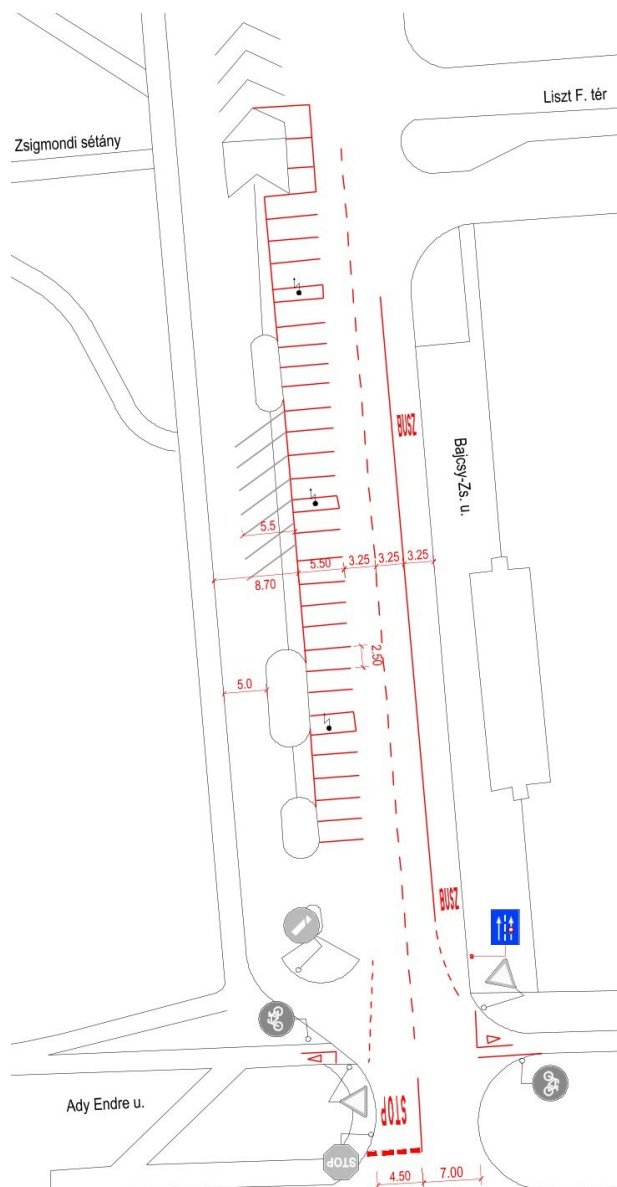 Liszt F. tér
Zsigmondi sétány
BUSZ
Bajcsy-Zs. u.
5.5
5.50
3.25
3.25
3.25
8.70
2.50
5.0
BUSZ
Ady Endre u.
STOP
STOP
4.50
7.00